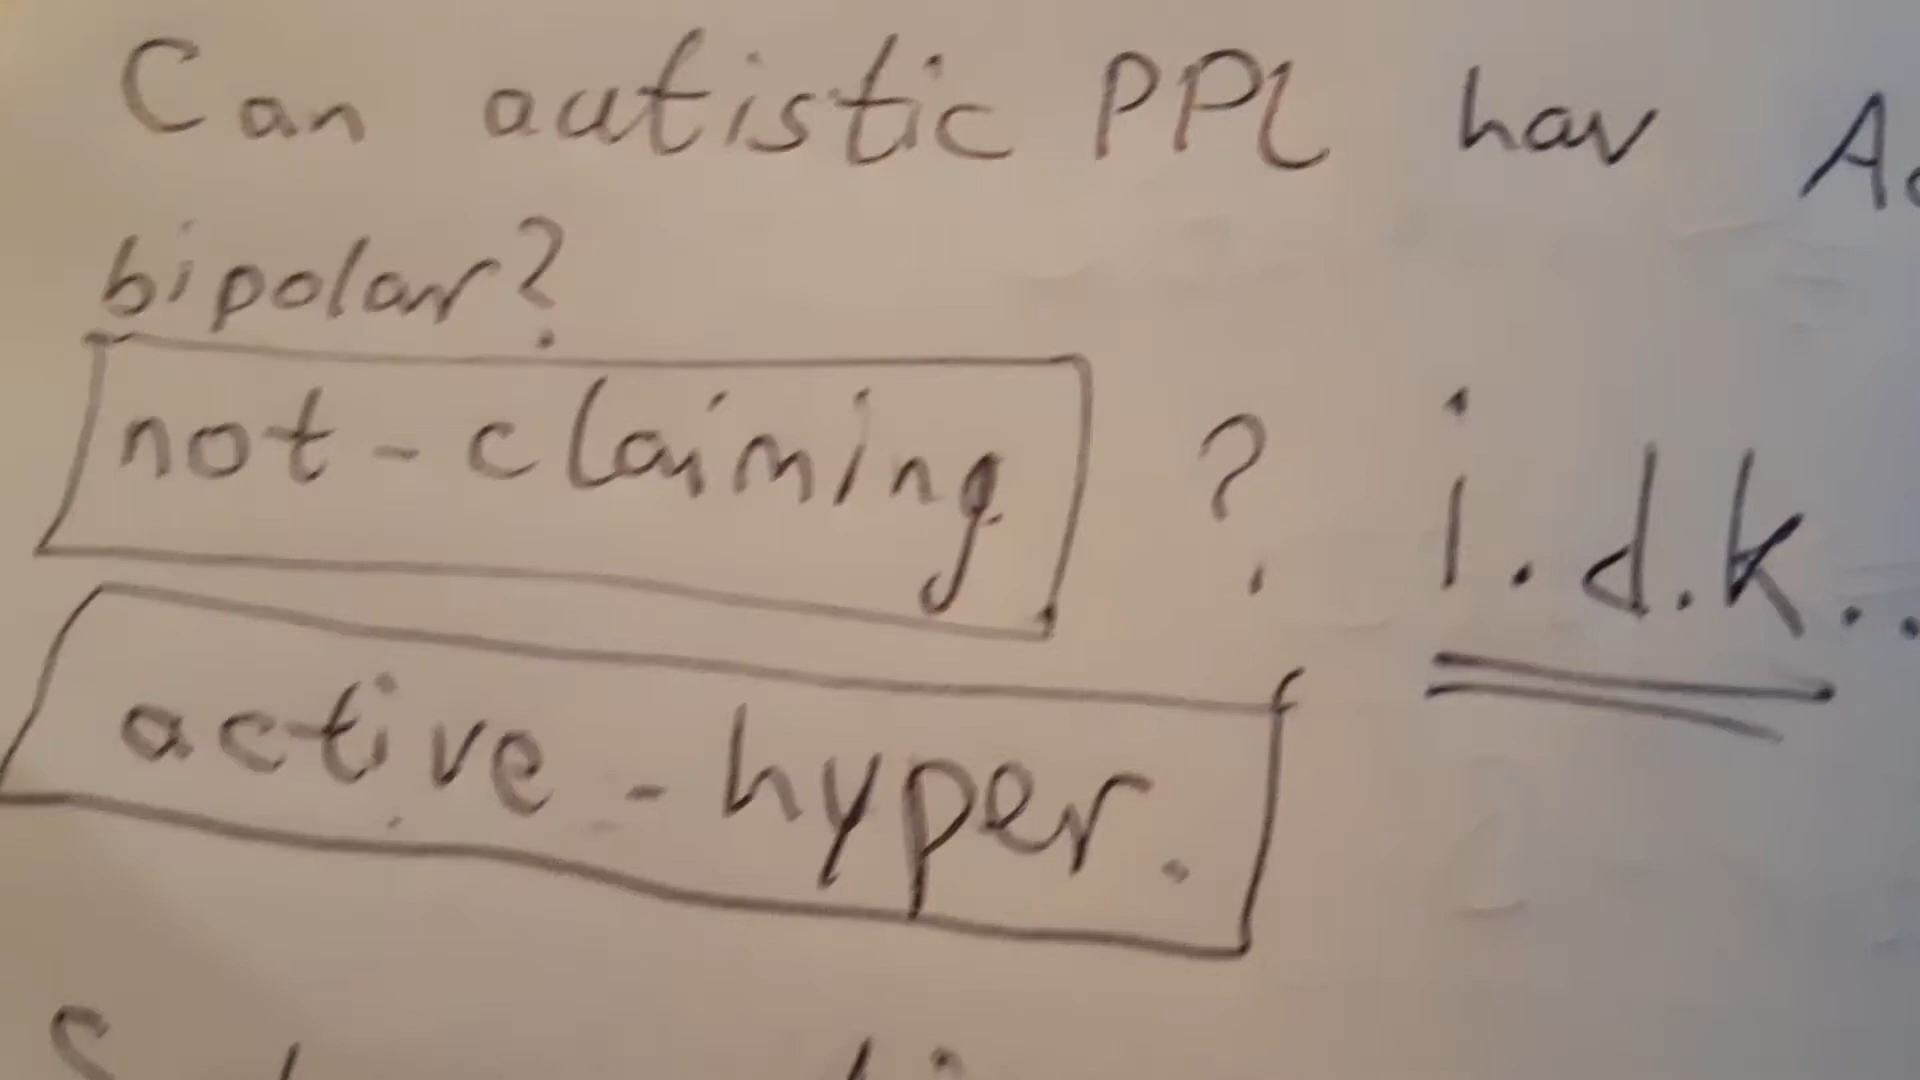 Can autistic PPL hav
bipolar?
not-claiming ? i.d.k..
active-hyper.